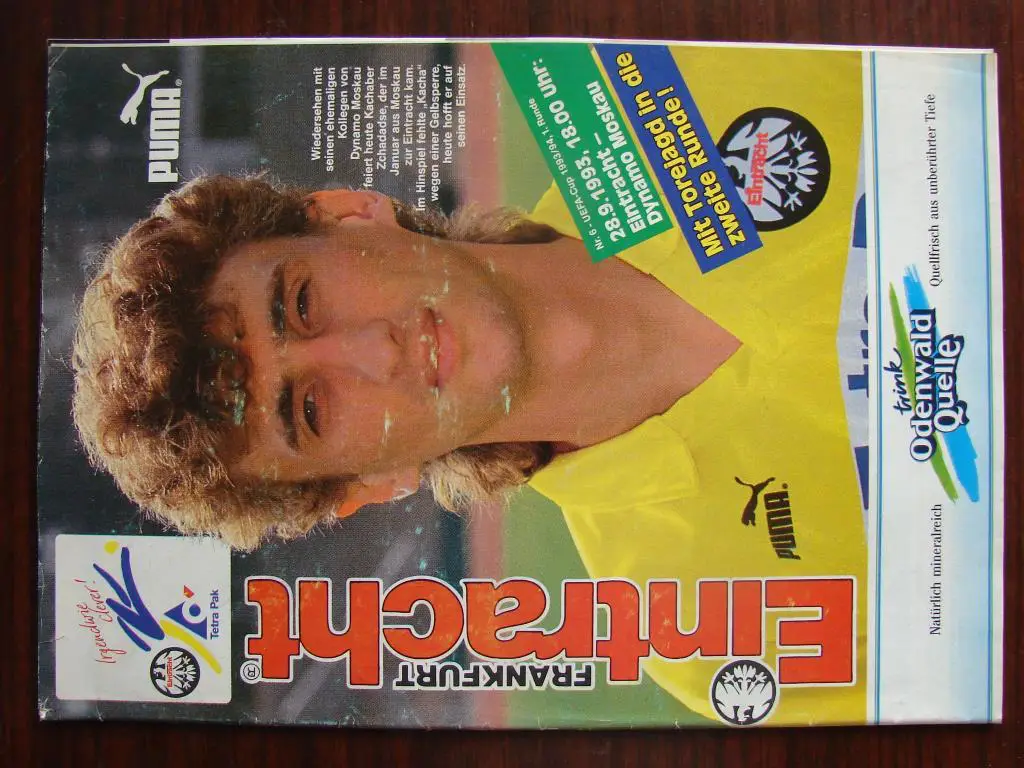 PUMA®
Wiedersehen mit
seinen ehemaligen
Kollegen von
Dynamo Moskau
feiert heute Kachaber
Zchadadse, der im
Januar aus Moskau
zur Eintracht kam.
Im Hinspiel fehlte „Kacha"
wegen einer Gelbsperre,
heute hofft er auf
seinen Einsatz.
Nr. 6 · UEFA-Cup 1993/94, 1. Runde
28.9.1993, 18.00 Uhr:
Eintracht –
Dynamo Moskau
Mit Torejagd in die
zweite Runde!
Eintracht
PUMA®
Irgendwie
clever!
Eintracht
Tetra Pak
Eintracht®
FRANKFURT
Natürlich mineralreich
trink
Odenwald
Quelle
Quellfrisch aus unberührter Tiefe